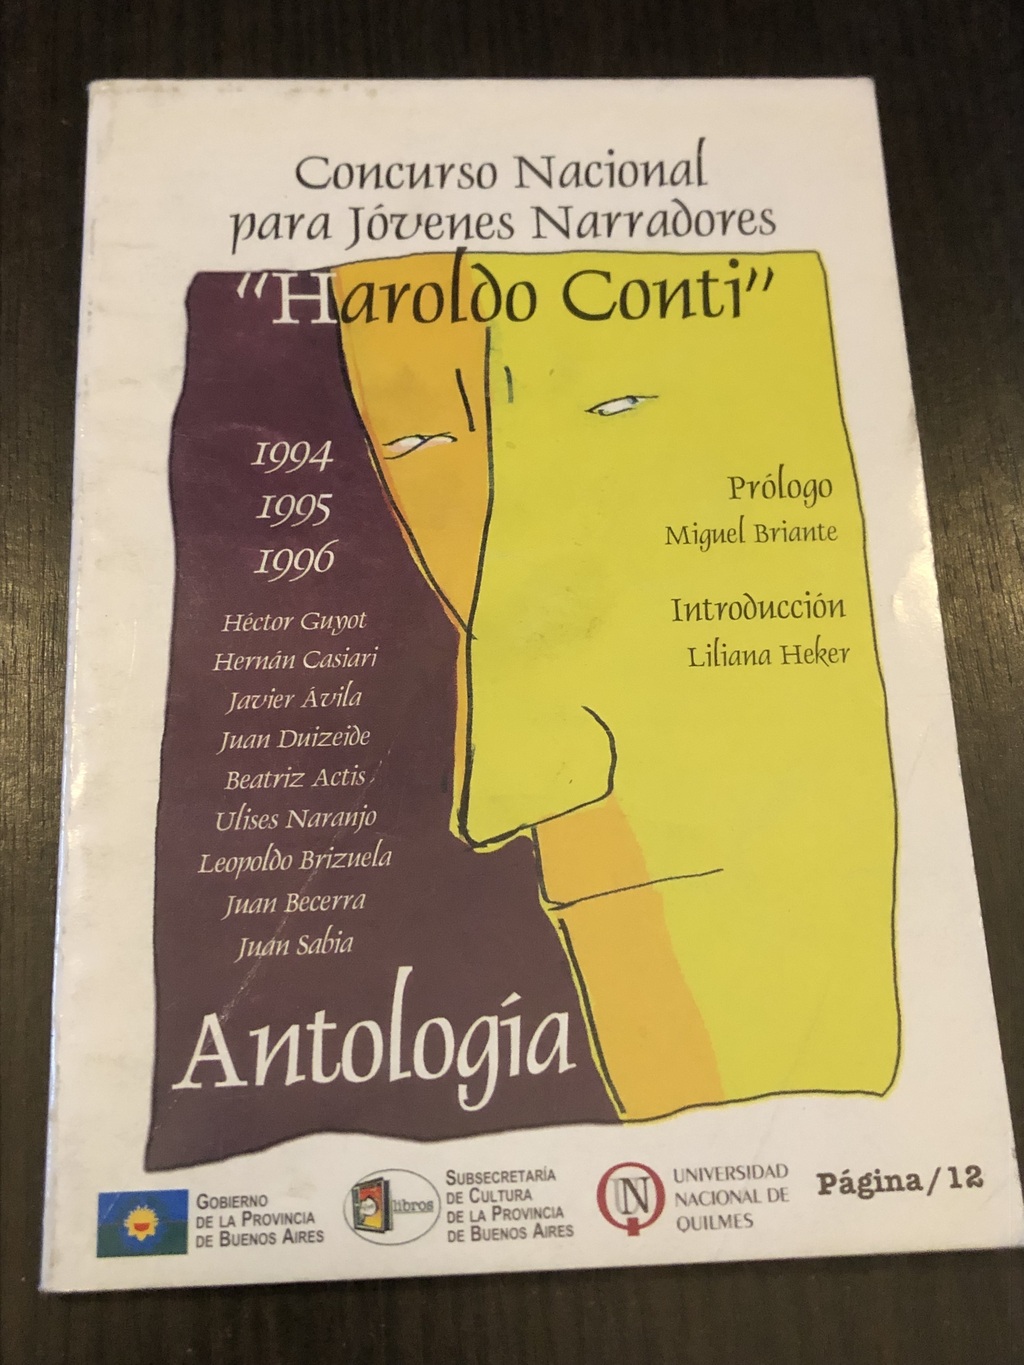 Concurso Nacional
para Jóvenes Narradores
"Haroldo Conti"
1994
1995
1996
Héctor Guyot
Hernán Casiari
Javier Ávila
Juan Duizeide
Beatriz Actis
Ulises Naranjo
Leopoldo Brizuela
Juan Becerra
Juan Sabia
Prólogo
Miguel Briante
Introducción
Liliana Heker
Antología
GOBIERNO
DE LA PROVINCIA
DE BUENOS AIRES
libros
SUBSECRETARÍA
DE CULTURA
DE LA PROVINCIA
DE BUENOS AIRES
UNIVERSIDAD
NACIONAL DE
QUILMES
Página/12